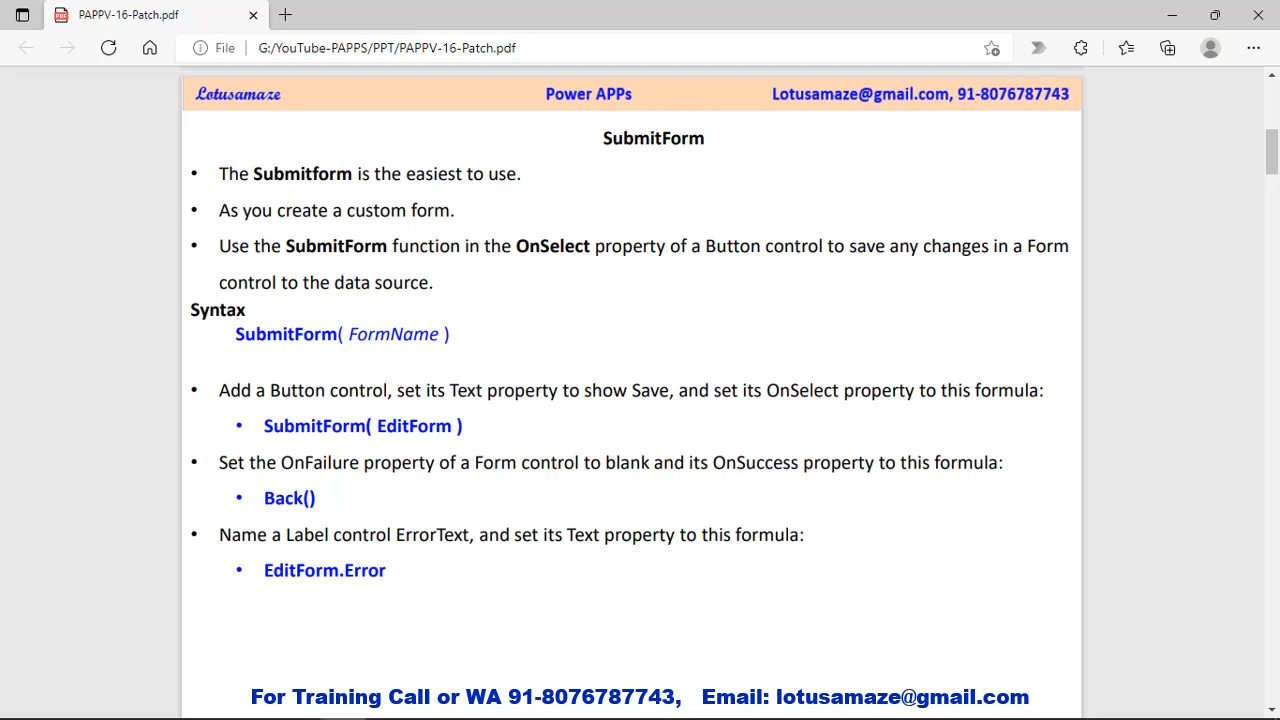 PAPPV-16-Patch.pdf
File
G:/YouTube-PAPPS/PPT/PAPPV-16-Patch.pdf
Lotusamaze Power APPs Lotusamaze@gmail.com, 91-8076787743
SubmitForm
• The Submitform is the easiest to use.
• As you create a custom form.
• Use the SubmitForm function in the OnSelect property of a Button control to save any changes in a Form
control to the data source.
Syntax
SubmitForm( FormName )
• Add a Button control, set its Text property to show Save, and set its OnSelect property to this formula:
• SubmitForm( EditForm )
• Set the OnFailure property of a Form control to blank and its OnSuccess property to this formula:
• Back()
• Name a Label control ErrorText, and set its Text property to this formula:
• EditForm.Error
For Training Call or WA 91-8076787743, Email: lotusamaze@gmail.com